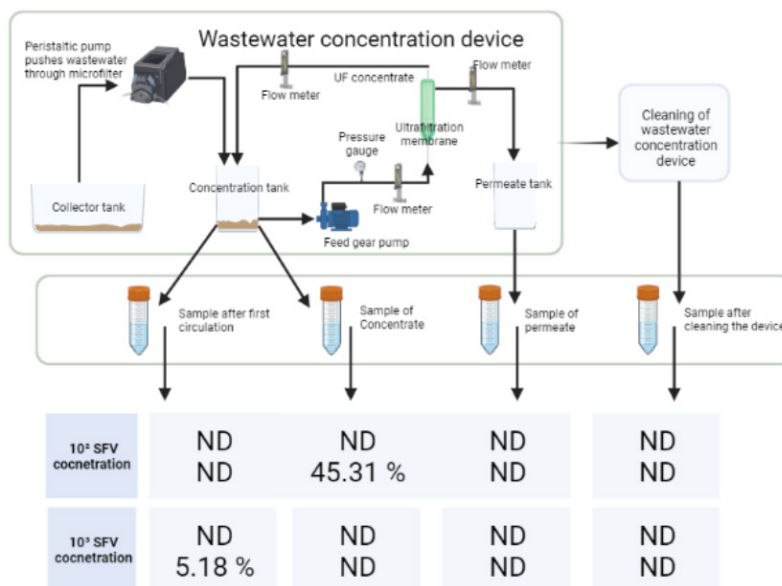 Wastewater concentration device
Peristaltic pump
pushes wastewater
through microfilter
Flow meter
UF concentrate
Flow meter
Cleaning of
wastewater
concentration
device
Ultrafiltration
membrane
Pressure
gauge
Collector tank
Concentration tank
Permeate tank
Flow meter
Feed gear pump
Sample after first
circulation
Sample of
Concentrate
Sample of
permeate
Sample after
cleaning the device
10² SFV
cocnetration
ND
ND
ND
45.31 %
ND
ND
ND
ND
10³ SFV
cocnetration
ND
5.18 %
ND
ND
ND
ND
ND
ND